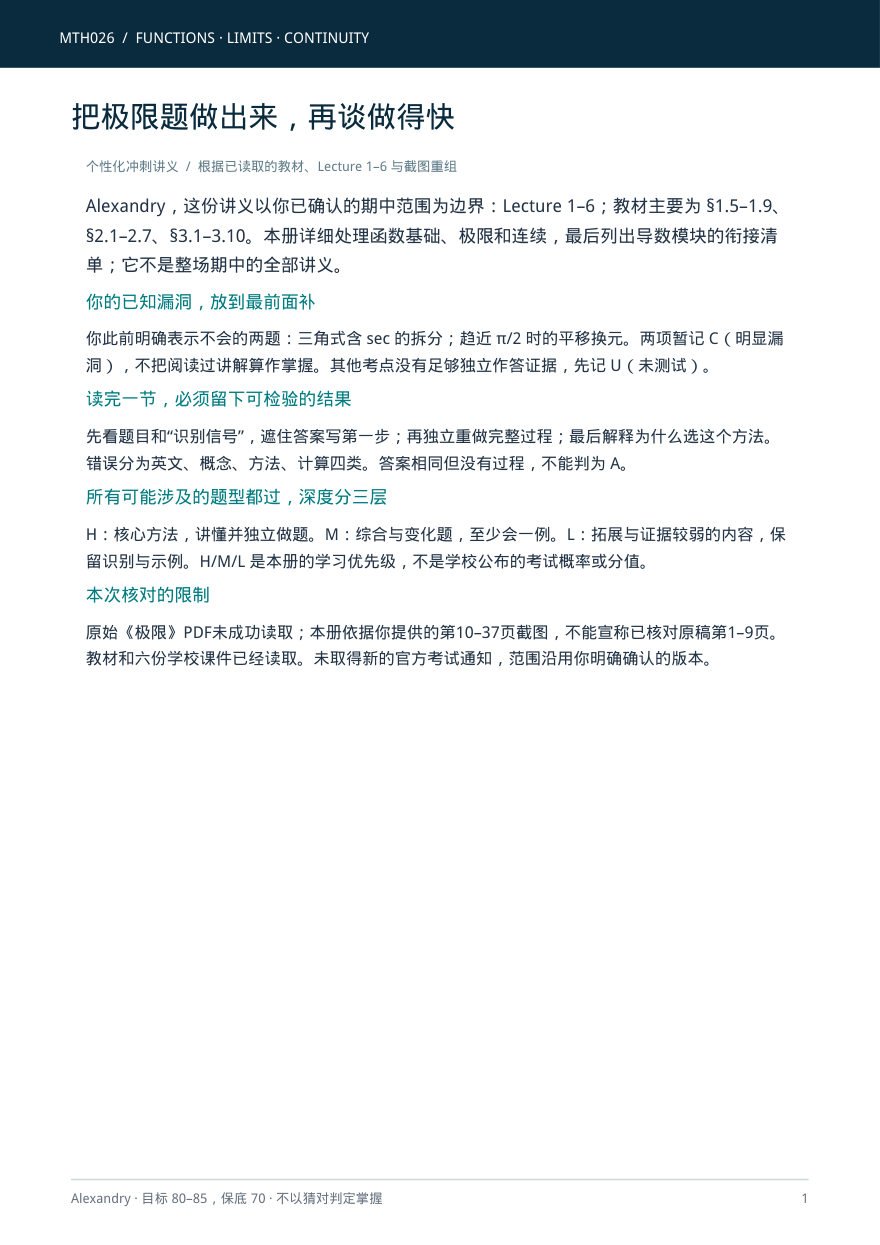 MTH026 / FUNCTIONS · LIMITS · CONTINUITY
把极限题做出来，再谈做得快
个性化冲刺讲义 / 根据已读取的教材、Lecture 1–6 与截图重组
Alexandry，这份讲义以你已确认的期中范围为边界：Lecture 1–6；教材主要为 §1.5–1.9、
§2.1–2.7、§3.1–3.10。本册详细处理函数基础、极限和连续，最后列出导数模块的衔接清
单；它不是整场期中的全部讲义。
你的已知漏洞，放到最前面补
你此前明确表示不会的两题：三角式含 sec 的拆分；趋近 π/2 时的平移换元。两项暂记 C（明显漏
洞），不把阅读过讲解算作掌握。其他考点没有足够独立作答证据，先记 U（未测试）。
读完一节，必须留下可检验的结果
先看题目和“识别信号”，遮住答案写第一步；再独立重做完整过程；最后解释为什么选这个方法。
错误分为英文、概念、方法、计算四类。答案相同但没有过程，不能判为 A。
所有可能涉及的题型都过，深度分三层
H：核心方法，讲懂并独立做题。M：综合与变化题，至少会一例。L：拓展与证据较弱的内容，保
留识别与示例。H/M/L 是本册的学习优先级，不是学校公布的考试概率或分值。
本次核对的限制
原始《极限》PDF未成功读取；本册依据你提供的第10–37页截图，不能宣称已核对原稿第1–9页。
教材和六份学校课件已经读取。未取得新的官方考试通知，范围沿用你明确确认的版本。
Alexandry · 目标 80–85，保底 70 · 不以猜对判定掌握
1